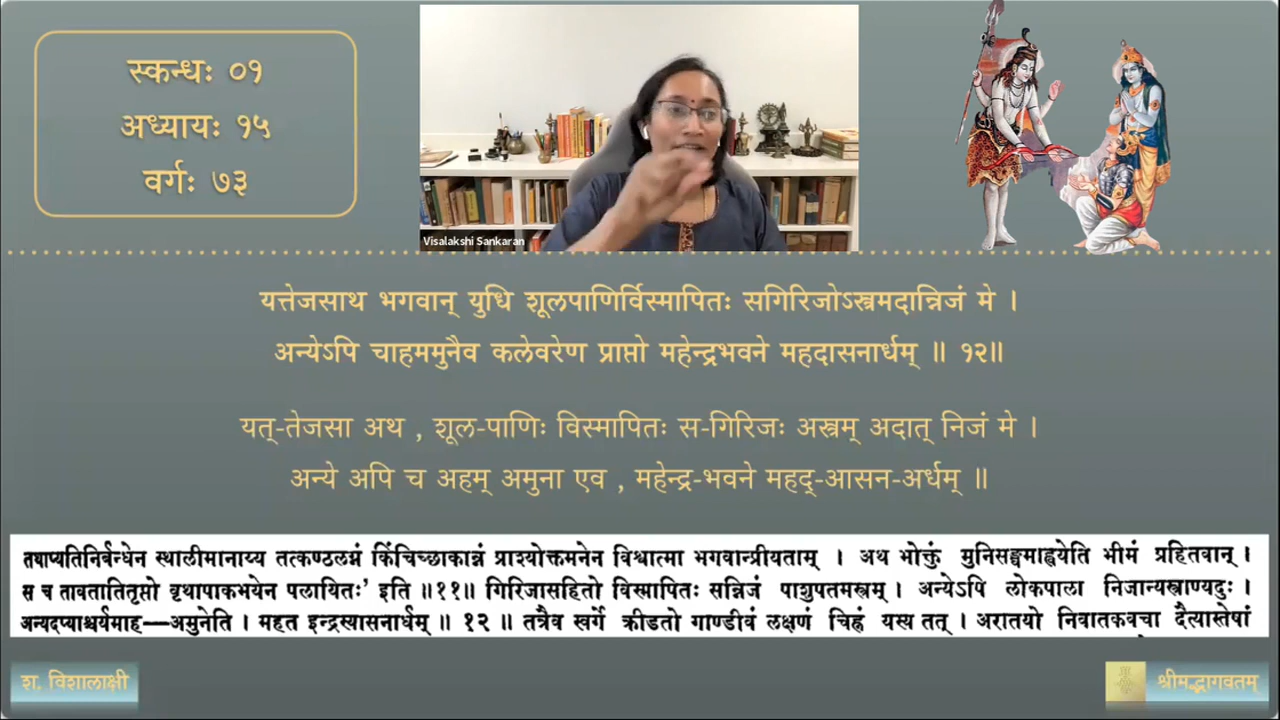 स्कन्धः ०१
अध्यायः १५
वर्गः ७३
Visalakshi Sankaran
यत्तेजसाथ भगवान् युधि शूलपाणिर्विस्मापितः सगिरिजोऽस्त्रमदान्निजं मे ।
अन्येऽपि चाहममुनैव कलेवरेण प्राप्तो महेन्द्रभवने महदासनार्धम् ॥ १२॥
यत्-तेजसा अथ , शूल-पाणिः विस्मापितः स-गिरिजः अस्त्रम् अदात् निजं मे ।
अन्ये अपि च अहम् अमुना एव , महेन्द्र-भवने महद्-आसन-अर्धम् ॥
तथाप्यतिनिर्बन्धेन स्थालीमानाय्य तत्कण्ठलग्नं किंचिच्छाकान्नं प्राश्योक्तमनेन विश्वात्मा भगवान्प्रीयताम् । अथ भोक्तुं मुनिसङ्घमाह्वयेति भीमं प्रहितवान् ।
स च तावतातितृप्तो वृथापाकभयेन पलायितः’ इति ॥११॥ गिरिजासहितो विस्मापितः सन्निजं पाशुपतमस्त्रम् । अन्येऽपि लोकपाला निजान्यस्त्राण्यदुः ।
अन्यदप्याश्चर्यमाह—अमुनेति । महत इन्द्रस्यासनार्धम् ॥ १२ ॥ तत्रैव स्वर्गे क्रीडतो गाण्डीवं लक्षणं चिह्नं यस्य तत् । अरातयो निवातकवचा दैत्यास्तेषां
श. विशालाक्षी
श्रीमद्भागवतम्